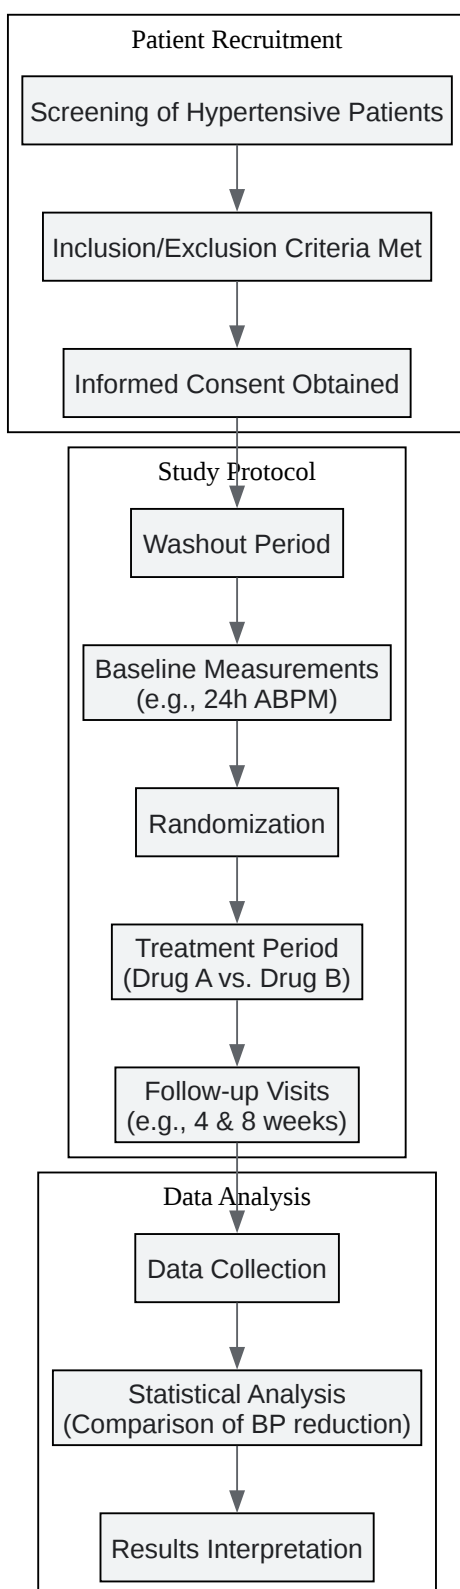 Patient Recruitment
Screening of Hypertensive Patients
Inclusion/Exclusion Criteria Met
Informed Consent Obtained
Study Protocol
Washout Period
Baseline Measurements
(e.g., 24h ABPM)
Randomization
Treatment Period
(Drug A vs. Drug B)
Follow-up Visits
(e.g., 4 & 8 weeks)
Data Analysis
Data Collection
Statistical Analysis
(Comparison of BP reduction)
Results Interpretation